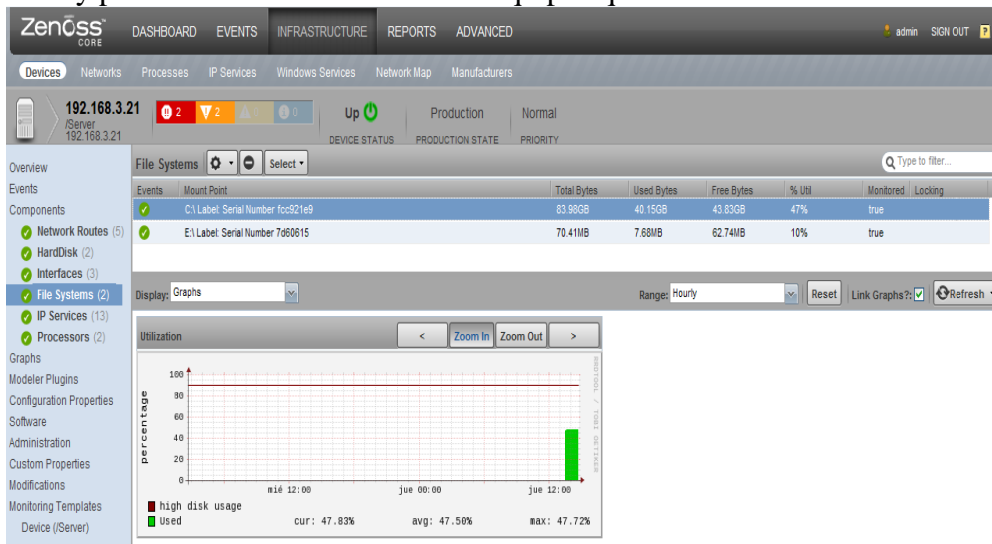 Zenoss CORE DASHBOARD EVENTS INFRASTRUCTURE REPORTS ADVANCED admin SIGN OUT ?
Devices Networks Processes IP Services Windows Services Network Map Manufacturers
192.168.3.21
/Server
192.168.3.21
2 2 0
Up Production Normal
DEVICE STATUS PRODUCTION STATE PRIORITY
Overview
Events
Components
Network Routes (5)
HardDisk (2)
Interfaces (3)
File Systems (2)
IP Services (13)
Processors (2)
Graphs
Modeler Plugins
Configuration Properties
Software
Administration
Custom Properties
Modifications
Monitoring Templates
Device (/Server)
File Systems Select Type to filter...
Events Mount Point Total Bytes Used Bytes Free Bytes % Util Monitored Locking
C:\ Label: Serial Number fcc921e9 83.98GB 40.15GB 43.83GB 47% true
E:\ Label: Serial Number 7d60615 70.41MB 7.68MB 62.74MB 10% true
Display: Graphs Range: Hourly Reset Link Graphs?: Refresh
Utilization < Zoom In Zoom Out >
percentage
100
80
60
40
20
0
mié 12:00 jue 00:00 jue 12:00
RRDTOOL / TOBI OETIKER
high disk usage
Used cur: 47.83% avg: 47.50% max: 47.72%